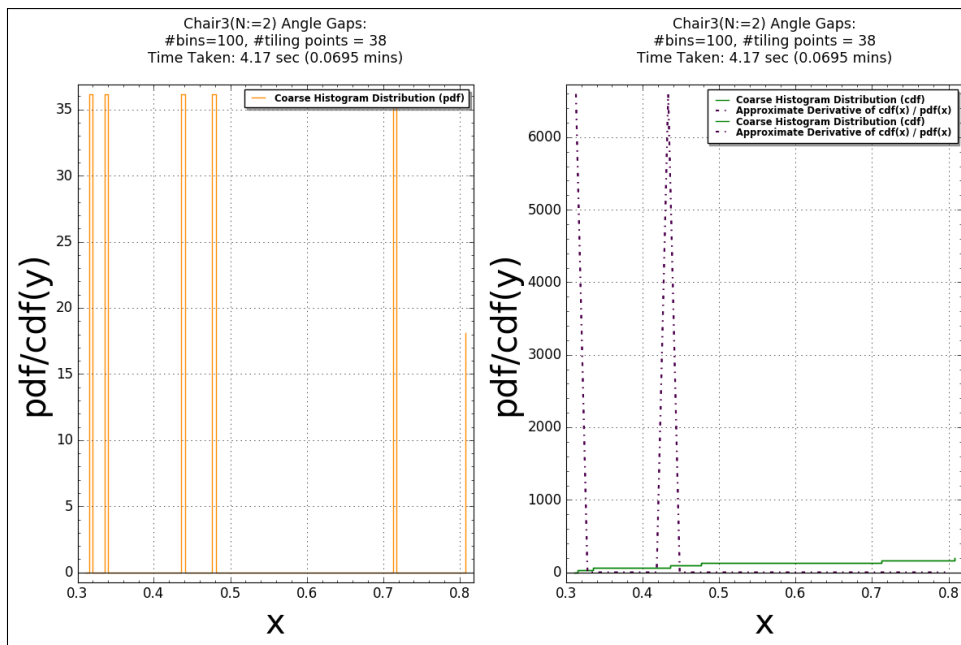 Chair3(N:=2) Angle Gaps:
#bins=100, #tiling points = 38
Time Taken: 4.17 sec (0.0695 mins)
Coarse Histogram Distribution (pdf)
pdf/cdf(y)
35
30
25
20
15
10
5
0
0.3 0.4 0.5 0.6 0.7 0.8
x
Chair3(N:=2) Angle Gaps:
#bins=100, #tiling points = 38
Time Taken: 4.17 sec (0.0695 mins)
Coarse Histogram Distribution (cdf)
Approximate Derivative of cdf(x) / pdf(x)
Coarse Histogram Distribution (cdf)
Approximate Derivative of cdf(x) / pdf(x)
pdf/cdf(y)
6000
5000
4000
3000
2000
1000
0
0.3 0.4 0.5 0.6 0.7 0.8
x